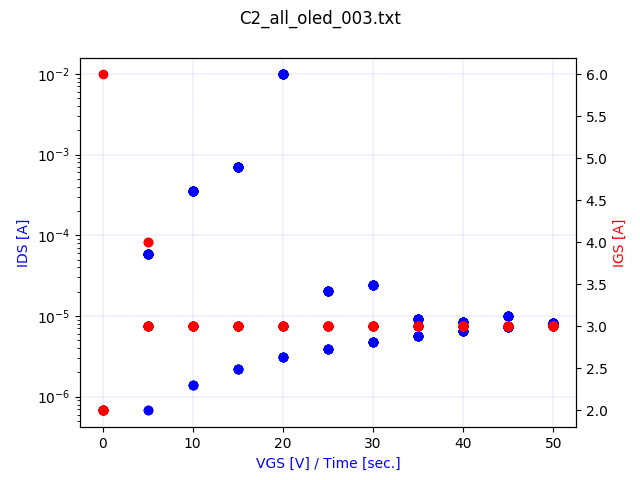 C2_all_oled_003.txt
10⁻²
10⁻³
10⁻⁴
10⁻⁵
10⁻⁶
IDS [A]
6.0
5.5
5.0
4.5
4.0
3.5
3.0
2.5
2.0
IGS [A]
0 10 20 30 40 50
VGS [V] / Time [sec.]